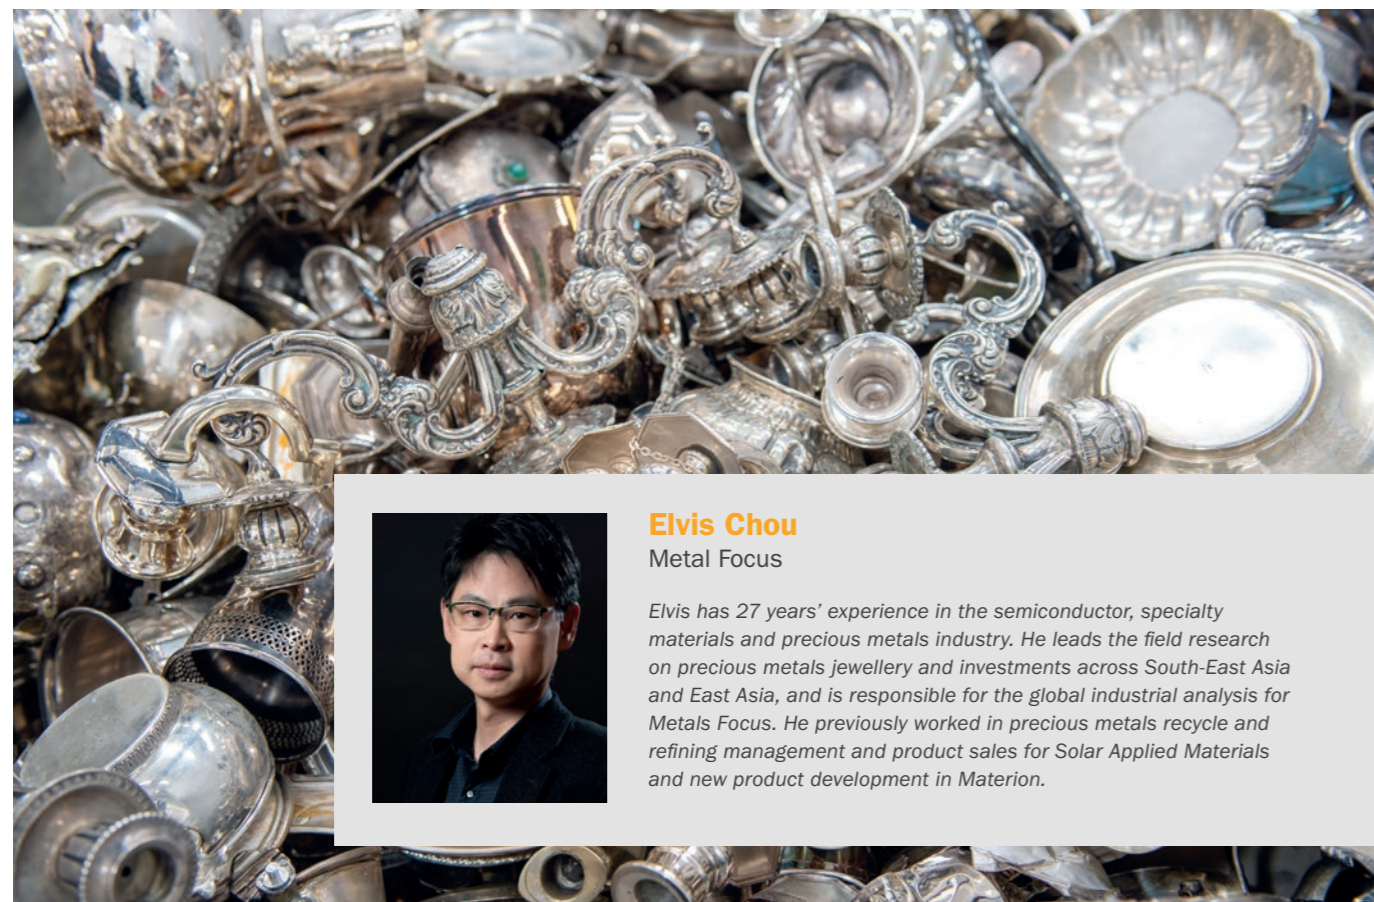 Elvis Chou
Metal Focus
Elvis has 27 years’ experience in the semiconductor, specialty
materials and precious metals industry. He leads the field research
on precious metals jewellery and investments across South-East Asia
and East Asia, and is responsible for the global industrial analysis for
Metals Focus. He previously worked in precious metals recycle and
refining management and product sales for Solar Applied Materials
and new product development in Materion.